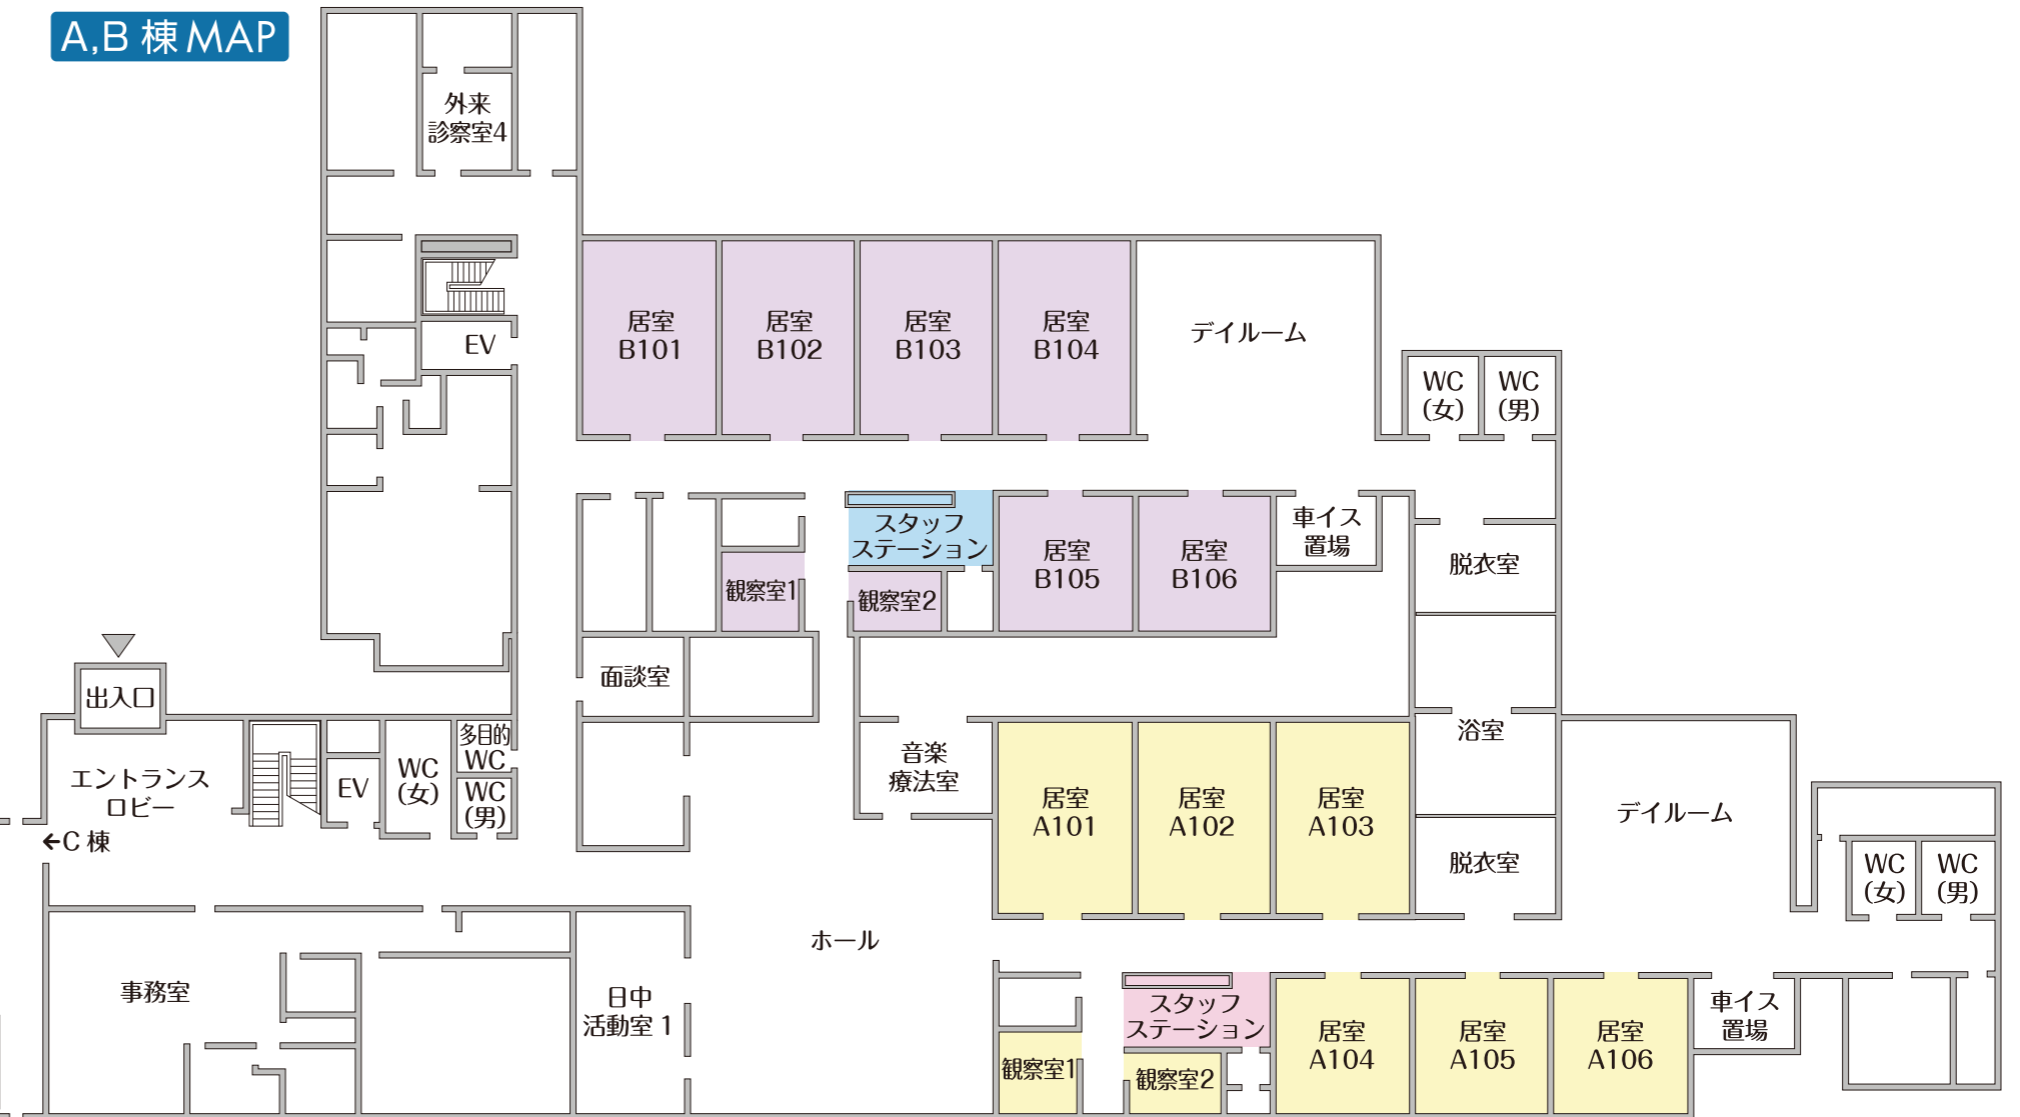 A,B 棟 MAP
外来
診察室4
EV
居室
B101
居室
B102
居室
B103
居室
B104
デイルーム
WC
(女)
WC
(男)
スタッフ
ステーション
観察室1
観察室2
居室
B105
居室
B106
車イス
置場
脱衣室
面談室
出入口
エントランス
ロビー
←C 棟
EV
WC
(女)
多目的
WC
WC
(男)
音楽
療法室
居室
A101
居室
A102
居室
A103
浴室
脱衣室
デイルーム
WC
(女)
WC
(男)
ホール
事務室
日中
活動室 1
スタッフ
ステーション
観察室1
観察室2
居室
A104
居室
A105
居室
A106
車イス
置場